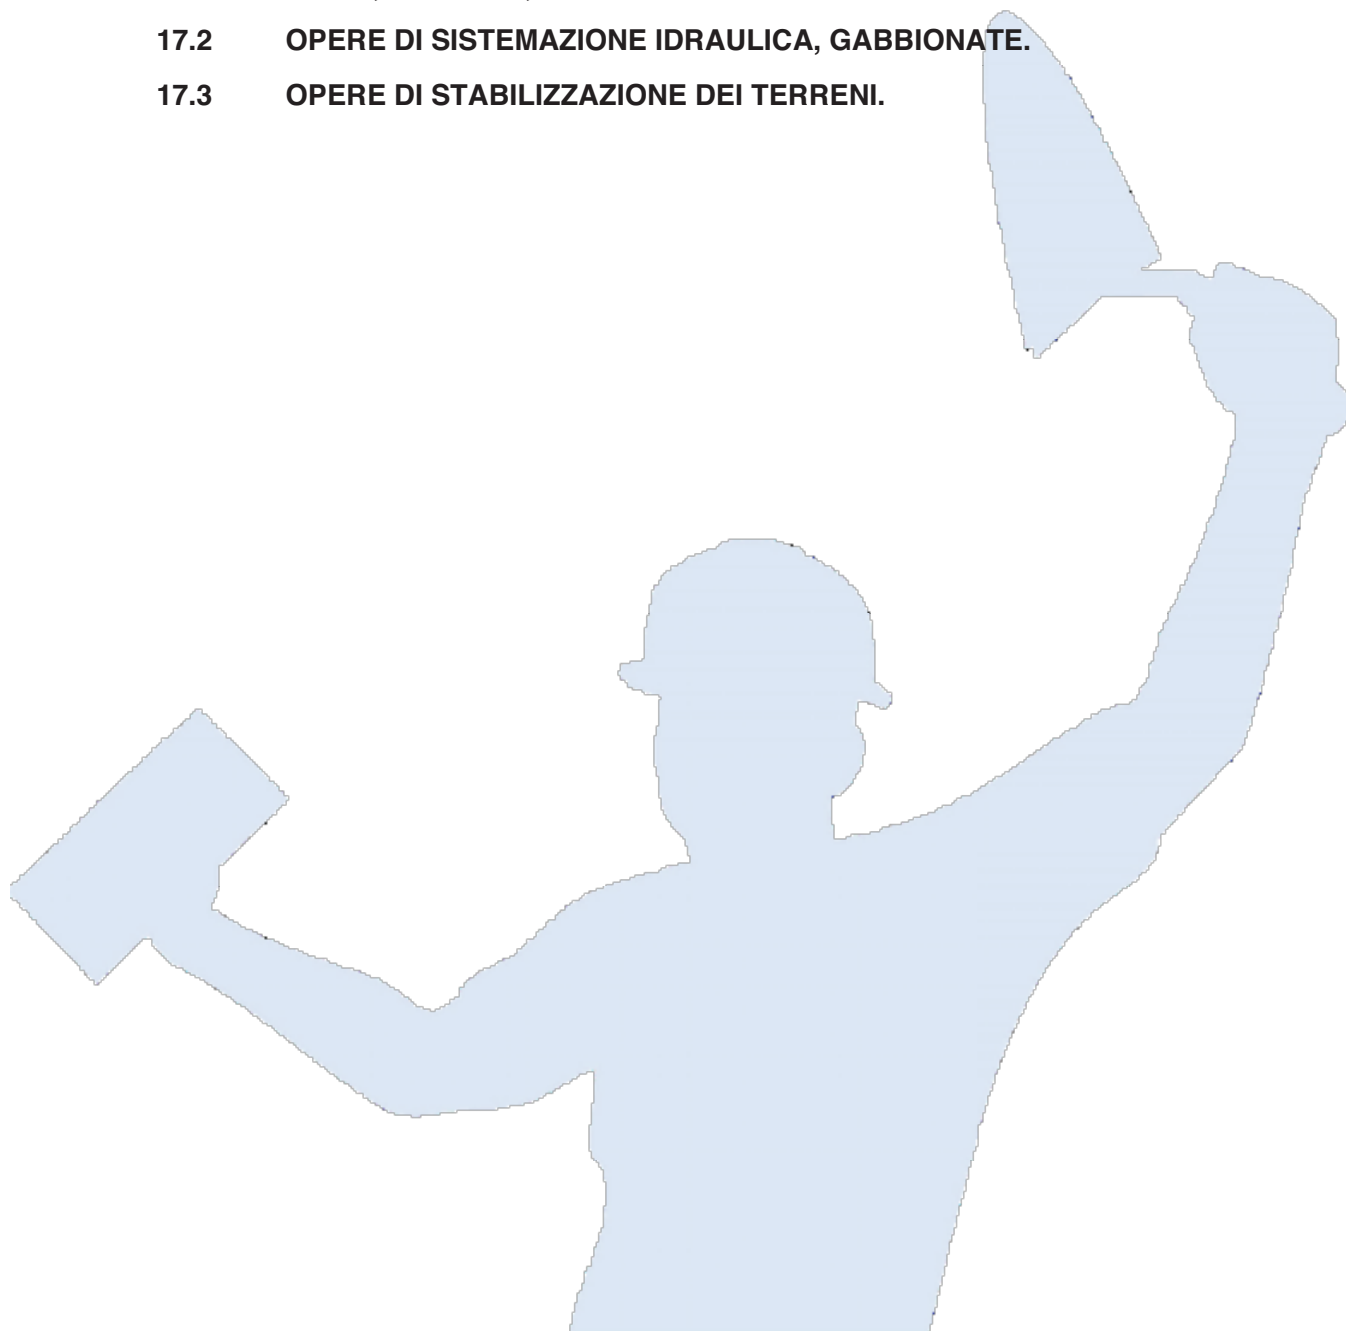 17.2 OPERE DI SISTEMAZIONE IDRAULICA, GABBIONATE.
17.3 OPERE DI STABILIZZAZIONE DEI TERRENI.